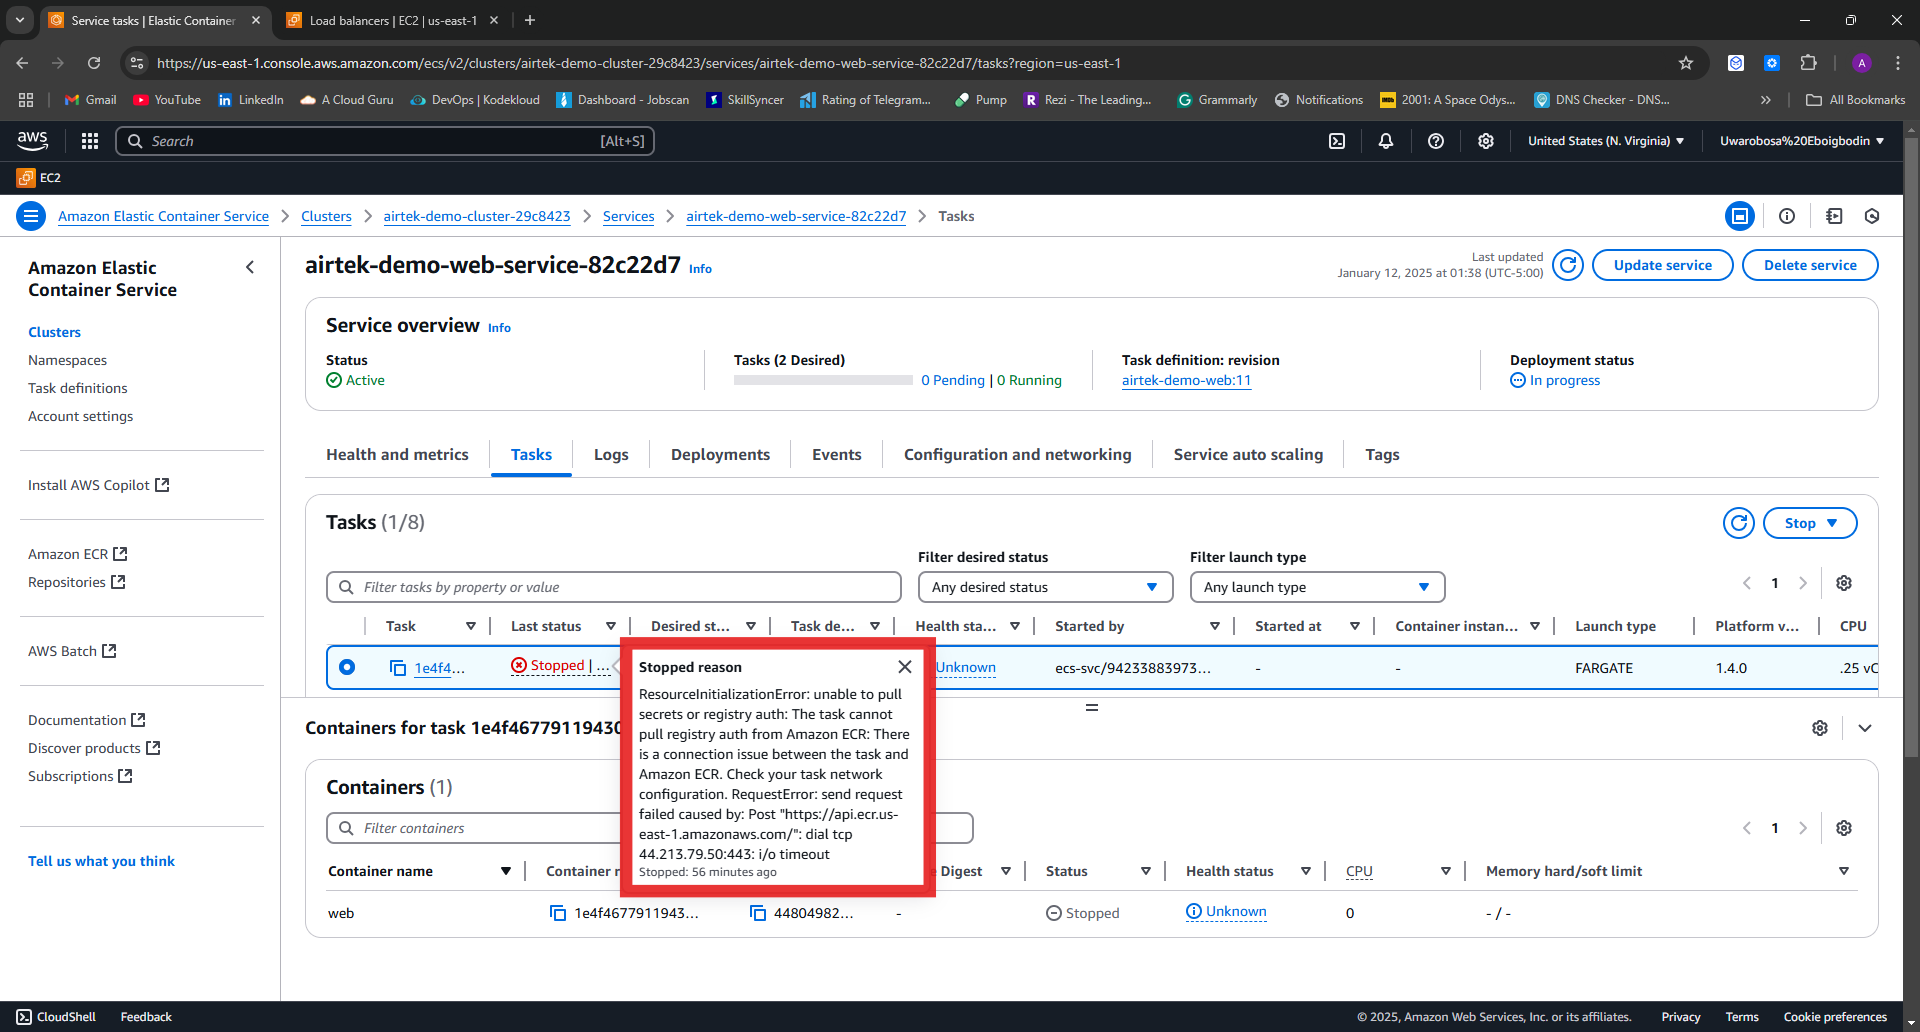 Service tasks | Elastic Container
Load balancers | EC2 | us-east-1
https://us-east-1.console.aws.amazon.com/ecs/v2/clusters/airtek-demo-cluster-29c8423/services/airtek-demo-web-service-82c22d7/tasks?region=us-east-1
A
Gmail YouTube LinkedIn A Cloud Guru DevOps | Kodekloud Dashboard - Jobscan SkillSyncer Rating of Telegram... Pump Rezi - The Leading... Grammarly Notifications 2001: A Space Odys... DNS Checker - DNS... All Bookmarks
aws Search [Alt+S] United States (N. Virginia) Uwarobosa%20Eboigbodin
EC2
Amazon Elastic Container Service Clusters airtek-demo-cluster-29c8423 Services airtek-demo-web-service-82c22d7 Tasks
Amazon Elastic
Container Service
Clusters
Namespaces
Task definitions
Account settings
Install AWS Copilot
Amazon ECR
Repositories
AWS Batch
Documentation
Discover products
Subscriptions
Tell us what you think
airtek-demo-web-service-82c22d7 Info
Last updated
January 12, 2025 at 01:38 (UTC-5:00)
Update service Delete service
Service overview Info
Status Tasks (2 Desired) Task definition: revision Deployment status
Active 0 Pending | 0 Running airtek-demo-web:11 In progress
Health and metrics Tasks Logs Deployments Events Configuration and networking Service auto scaling Tags
Tasks (1/8) Stop
Filter desired status Filter launch type
Filter tasks by property or value Any desired status Any launch type 1
Task Last status Desired st... Task de... Health sta... Started by Started at Container instan... Launch type Platform v... CPU
1e4f4... Stopped | ... Unknown ecs-svc/94233883973... - - FARGATE 1.4.0 .25 vC
Stopped reason
ResourceInitializationError: unable to pull
secrets or registry auth: The task cannot
pull registry auth from Amazon ECR: There
is a connection issue between the task and
Amazon ECR. Check your task network
configuration. RequestError: send request
failed caused by: Post "https://api.ecr.us-
east-1.amazonaws.com/": dial tcp
44.213.79.50:443: i/o timeout
Stopped: 56 minutes ago
Containers for task 1e4f46779119430
Containers (1)
Filter containers 1
Container name Container r Digest Status Health status CPU Memory hard/soft limit
web 1e4f4677911943... 44804982... - Stopped Unknown 0 - / -
CloudShell Feedback © 2025, Amazon Web Services, Inc. or its affiliates. Privacy Terms Cookie preferences